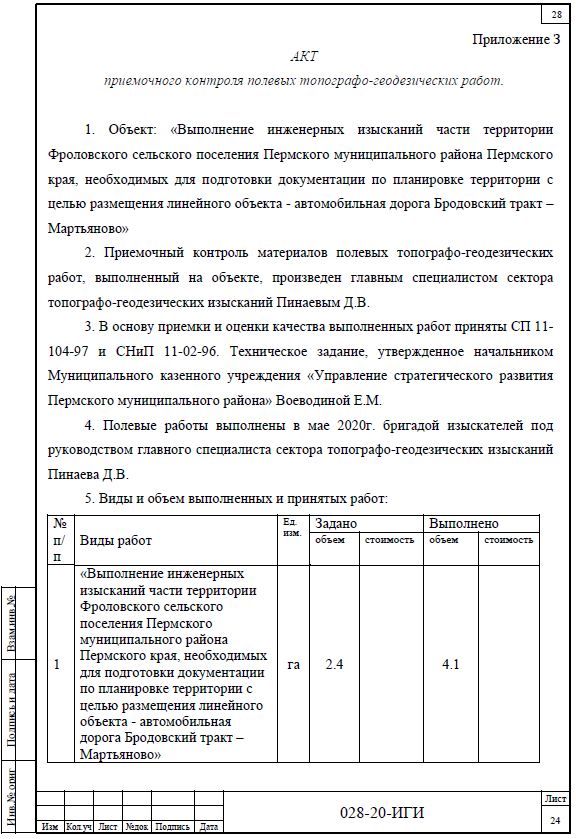 28
Приложение 3
АКТ
приемочного контроля полевых топографо-геодезических работ.
1. Объект: «Выполнение инженерных изысканий части территории
Фроловского сельского поселения Пермского муниципального района Пермского
края, необходимых для подготовки документации по планировке территории с
целью размещения линейного объекта - автомобильная дорога Бродовский тракт –
Мартьяново»
2. Приемочный контроль материалов полевых топографо-геодезических
работ, выполненный на объекте, произведен главным специалистом сектора
топографо-геодезических изысканий Пинаевым Д.В.
3. В основу приемки и оценки качества выполненных работ приняты СП 11-
104-97 и СНиП 11-02-96. Техническое задание, утвержденное начальником
Муниципального казенного учреждения «Управление стратегического развития
Пермского муниципального района» Воеводиной Е.М.
4. Полевые работы выполнены в мае 2020г. бригадой изыскателей под
руководством главного специалиста сектора топографо-геодезических изысканий
Пинаева Д.В.
5. Виды и объем выполненных и принятых работ:
№ п/п
Виды работ
Ед. изм.
Задано
Выполнено
объем
стоимость
объем
стоимость
1
«Выполнение инженерных
изысканий части территории
Фроловского сельского
поселения Пермского
муниципального района
Пермского края, необходимых
для подготовки документации
по планировке территории с
целью размещения линейного
объекта - автомобильная
дорога Бродовский тракт –
Мартьяново»
га
2.4
4.1
Взам.инв.№
Подпись и дата
Инв.№ ориг
Изм
Кол.уч
Лист
№док
Подпись
Дата
028-20-ИГИ
Лист
24